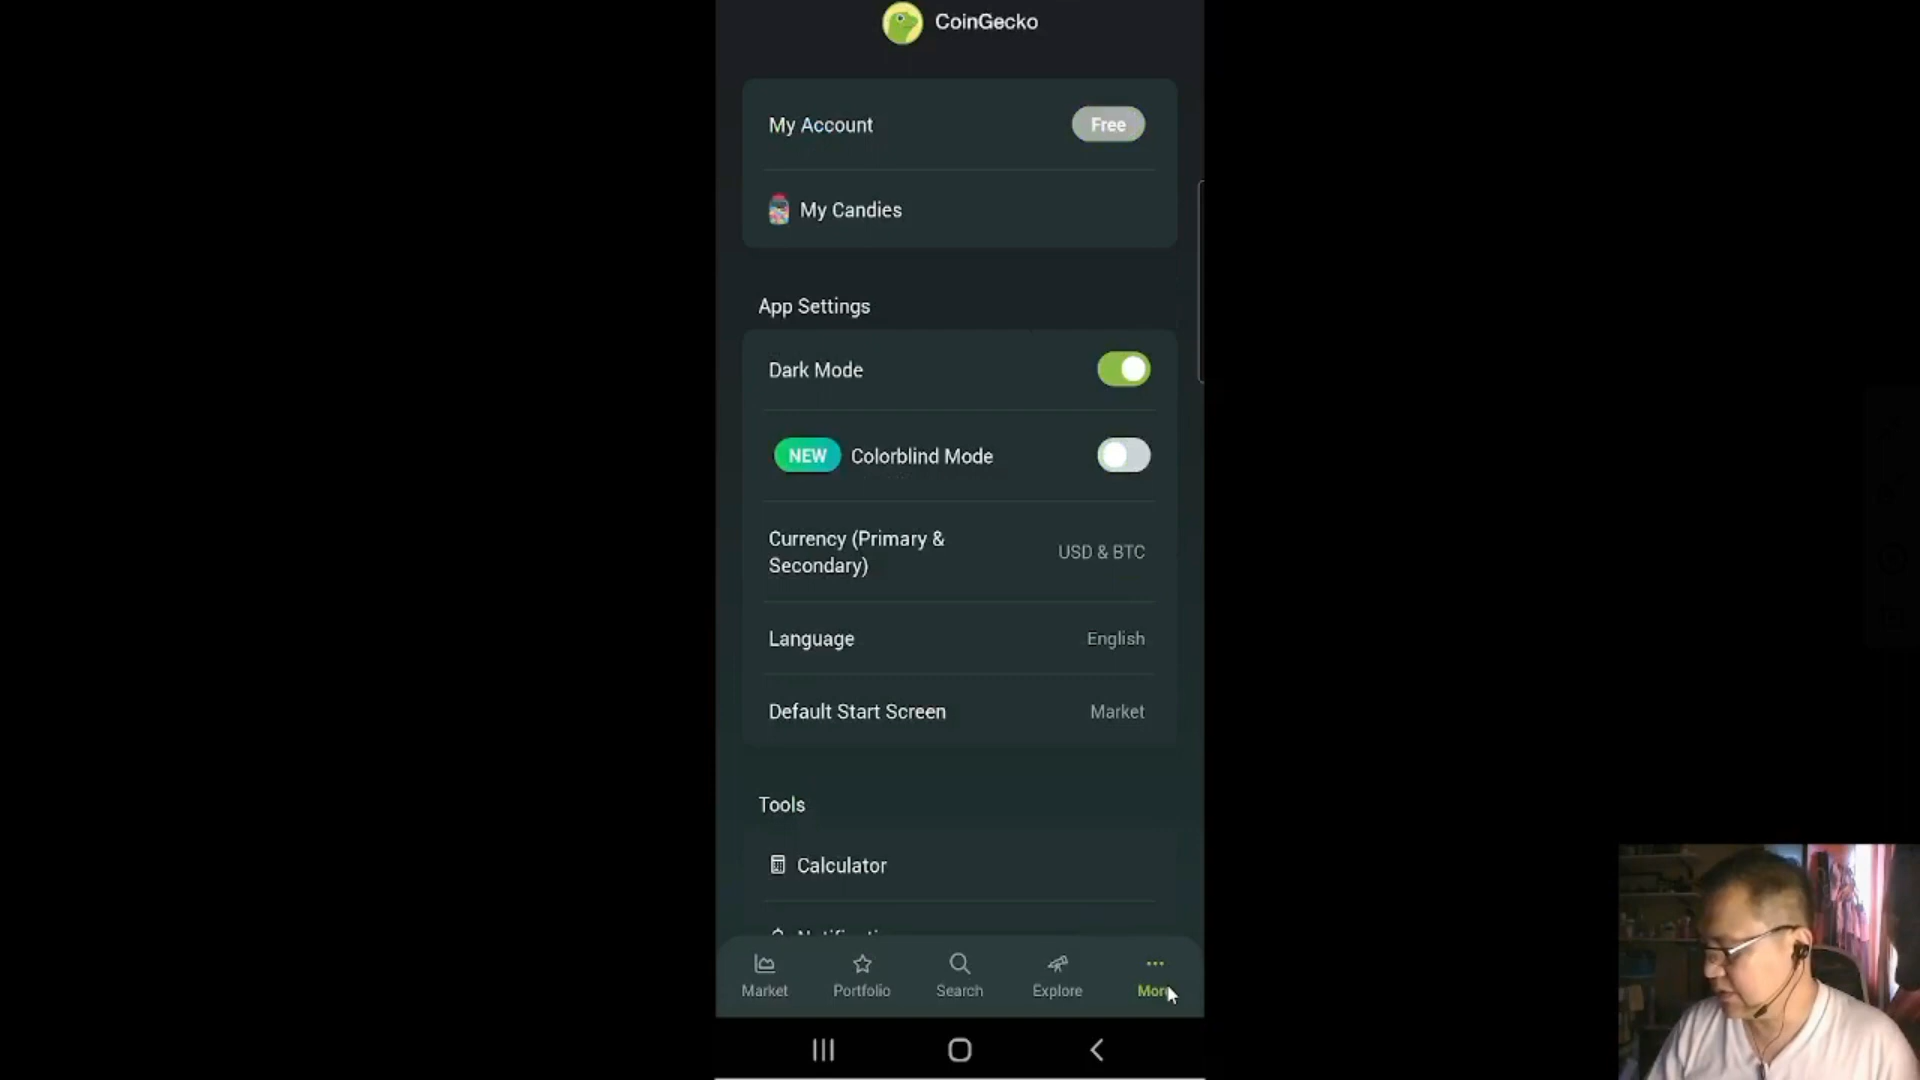 CoinGecko
My Account
Free
My Candies
App Settings
Dark Mode
NEW
Colorblind Mode
Currency (Primary &
Secondary)
USD & BTC
Language
English
Default Start Screen
Market
Tools
Calculator
Market
Portfolio
Search
Explore
More